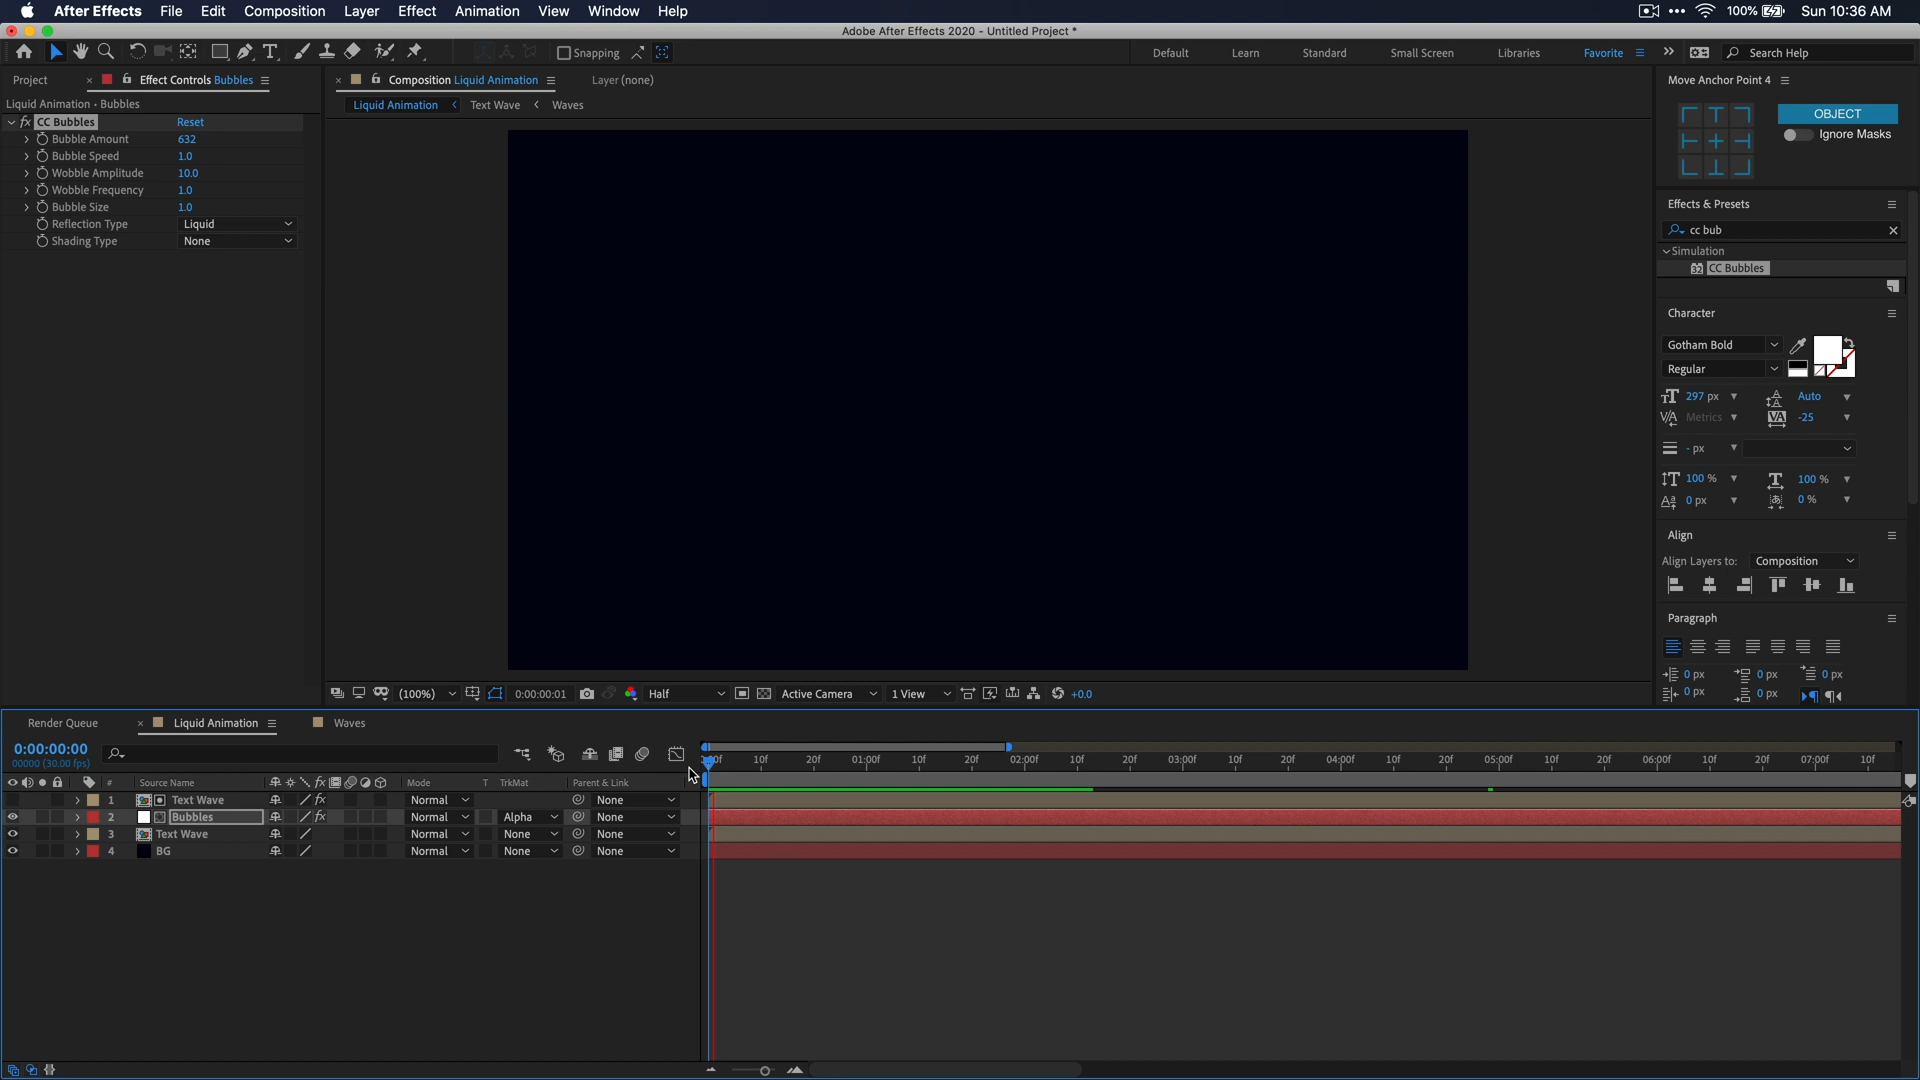 After Effects File Edit Composition Layer Effect Animation View Window Help 100% Sun 10:36 AM
Adobe After Effects 2020 - Untitled Project *
Snapping Default Learn Standard Small Screen Libraries Favorite Search Help
Project Effect Controls Bubbles Composition Liquid Animation Layer (none) Move Anchor Point 4
Liquid Animation • Bubbles Liquid Animation Text Wave Waves
OBJECT
Ignore Masks
fx CC Bubbles Reset
Bubble Amount 632
Bubble Speed 1.0
Wobble Amplitude 10.0
Wobble Frequency 1.0
Bubble Size 1.0
Reflection Type Liquid
Shading Type None
Effects & Presets
cc bub
Simulation
32 CC Bubbles
Character
Gotham Bold
Regular
297 px Auto
Metrics -25
- px
100 % 100 %
0 px 0 %
Align
Align Layers to: Composition
Paragraph
0 px 0 px 0 px
0 px 0 px
(100%) 0:00:00:01 Half Active Camera 1 View +0.0
Render Queue Liquid Animation Waves
0:00:00:00
00000 (30.00 fps)
10f 20f 01:00f 10f 20f 02:00f 10f 20f 03:00f 10f 20f 04:00f 10f 20f 05:00f 10f 20f 06:00f 10f 20f 07:00f 10f
# Source Name fx Mode T TrkMat Parent & Link
1 Text Wave fx Normal None
2 Bubbles fx Normal Alpha None
3 Text Wave Normal None None
4 BG Normal None None